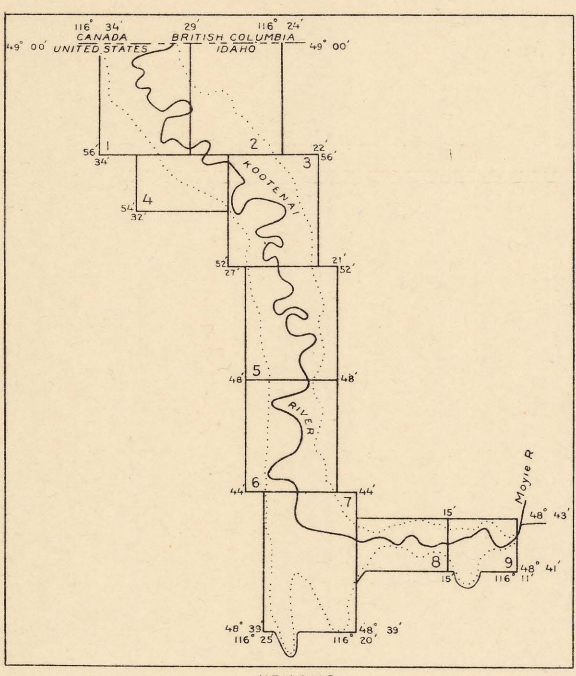 116° 34′ 29′ 116° 24′
CANADA BRITISH COLUMBIA
49° 00′ UNITED STATES IDAHO 49° 00′
56′ 1 2 22′
34′ 3 56′
KOOTENAI
4
54′
32′
52′ 21′
27′ 52′
5
48′ 48′
RIVER
6 7
44′ 44′
Moyie R
15′ 48° 43′
8 9 48° 41′
15′ 116° 11′
48° 39′ 48° 39′
116° 25′ 116° 20′